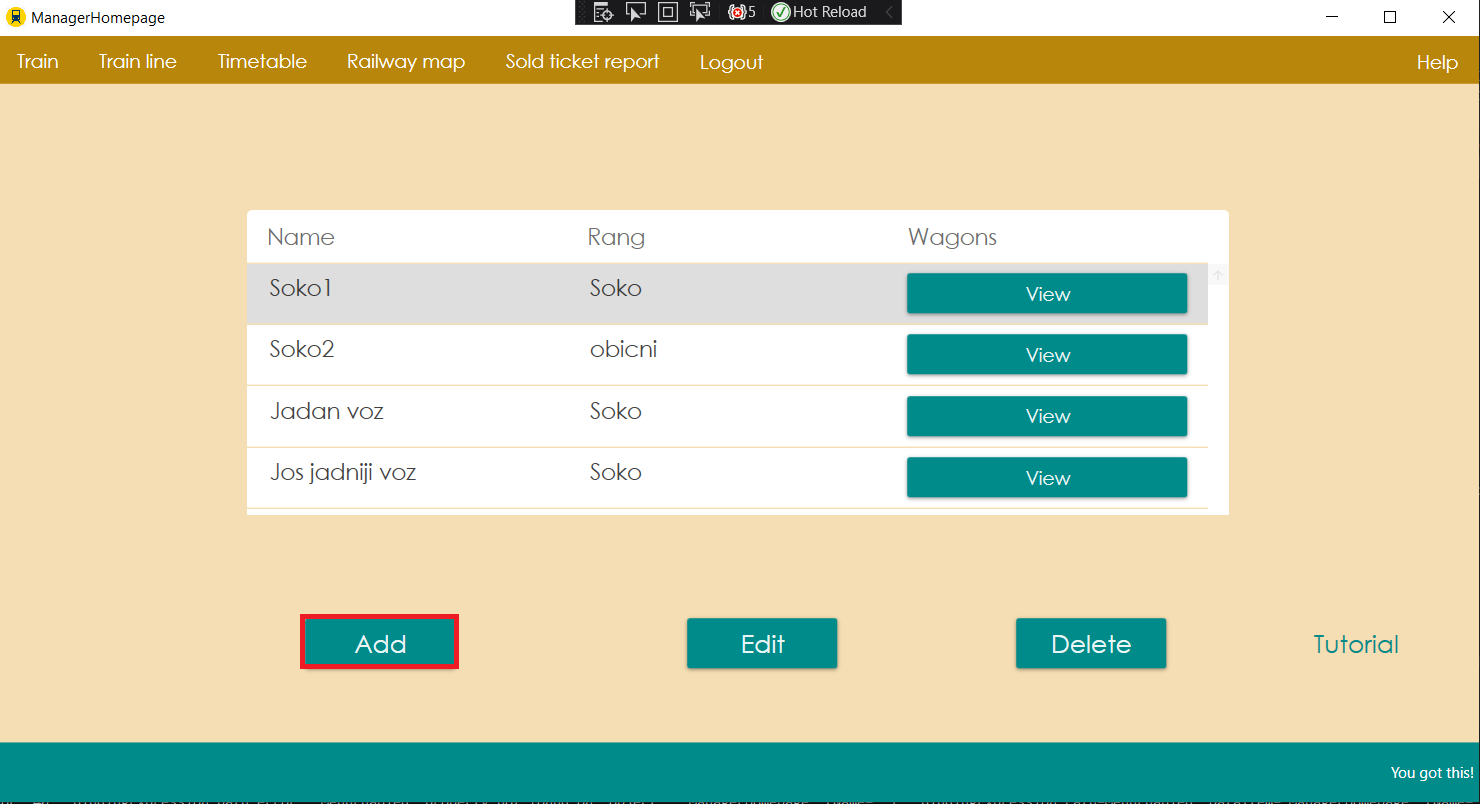 ManagerHomepage
5
Hot Reload
Train Train line Timetable Railway map Sold ticket report Logout Help
Name Rang Wagons
Soko1 Soko View
Soko2 obicni View
Jadan voz Soko View
Jos jadniji voz Soko View
Add Edit Delete Tutorial
You got this!